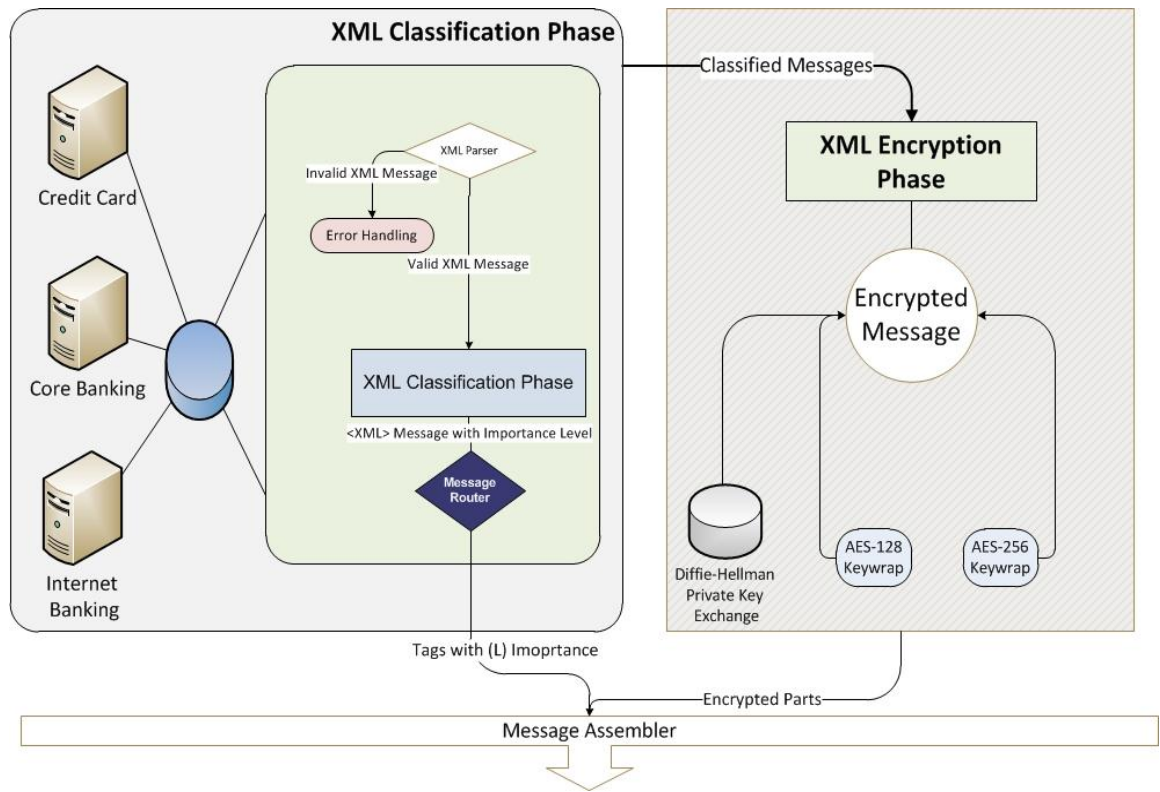 XML Classification Phase
Credit Card
Core Banking
Internet
Banking
XML Parser
Invalid XML Message
Error Handling
Valid XML Message
XML Classification Phase
<XML> Message with Importance Level
Message
Router
Tags with (L) Imoprtance
Classified Messages
XML Encryption
Phase
Encrypted
Message
Diffie-Hellman
Private Key
Exchange
AES-128
Keywrap
AES-256
Keywrap
Encrypted Parts
Message Assembler